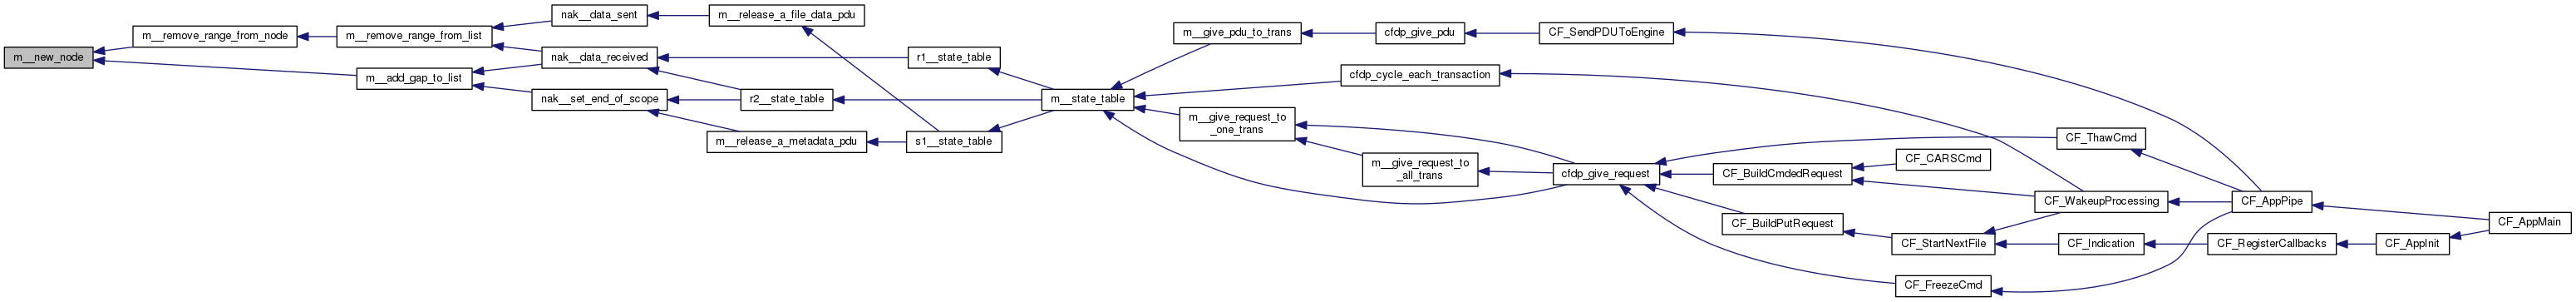 m__new_node
m__remove_range_from_node
m__remove_range_from_list
nak__data_sent
m__release_a_file_data_pdu
nak__data_received
m__add_gap_to_list
nak__set_end_of_scope
r1__state_table
r2__state_table
m__release_a_metadata_pdu
s1__state_table
m__state_table
m__give_pdu_to_trans
cfdp_give_pdu
CF_SendPDUToEngine
cfdp_cycle_each_transaction
m__give_request_to
_one_trans
m__give_request_to
_all_trans
cfdp_give_request
CF_ThawCmd
CF_BuildCmdedRequest
CF_CARSCmd
CF_BuildPutRequest
CF_WakeupProcessing
CF_AppPipe
CF_StartNextFile
CF_Indication
CF_RegisterCallbacks
CF_AppInit
CF_AppMain
CF_FreezeCmd